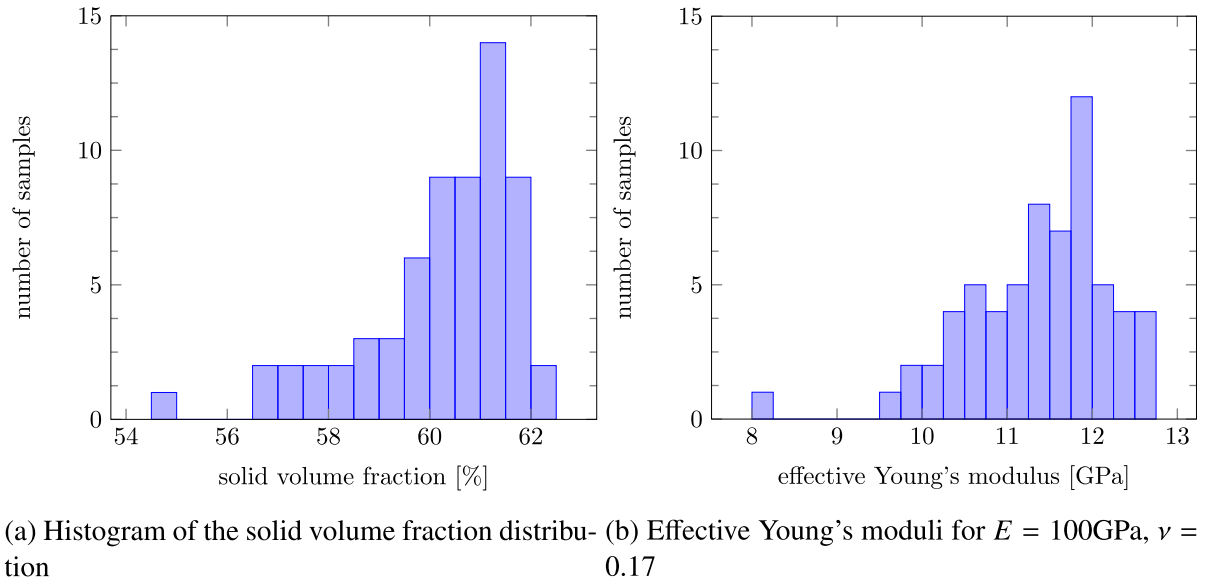 15
10
5
0
number of samples
54 56 58 60 62
solid volume fraction [%]
(a) Histogram of the solid volume fraction distribu-
tion
15
10
5
0
number of samples
8 9 10 11 12 13
effective Young's modulus [GPa]
(b) Effective Young's moduli for E = 100GPa, ν =
0.17